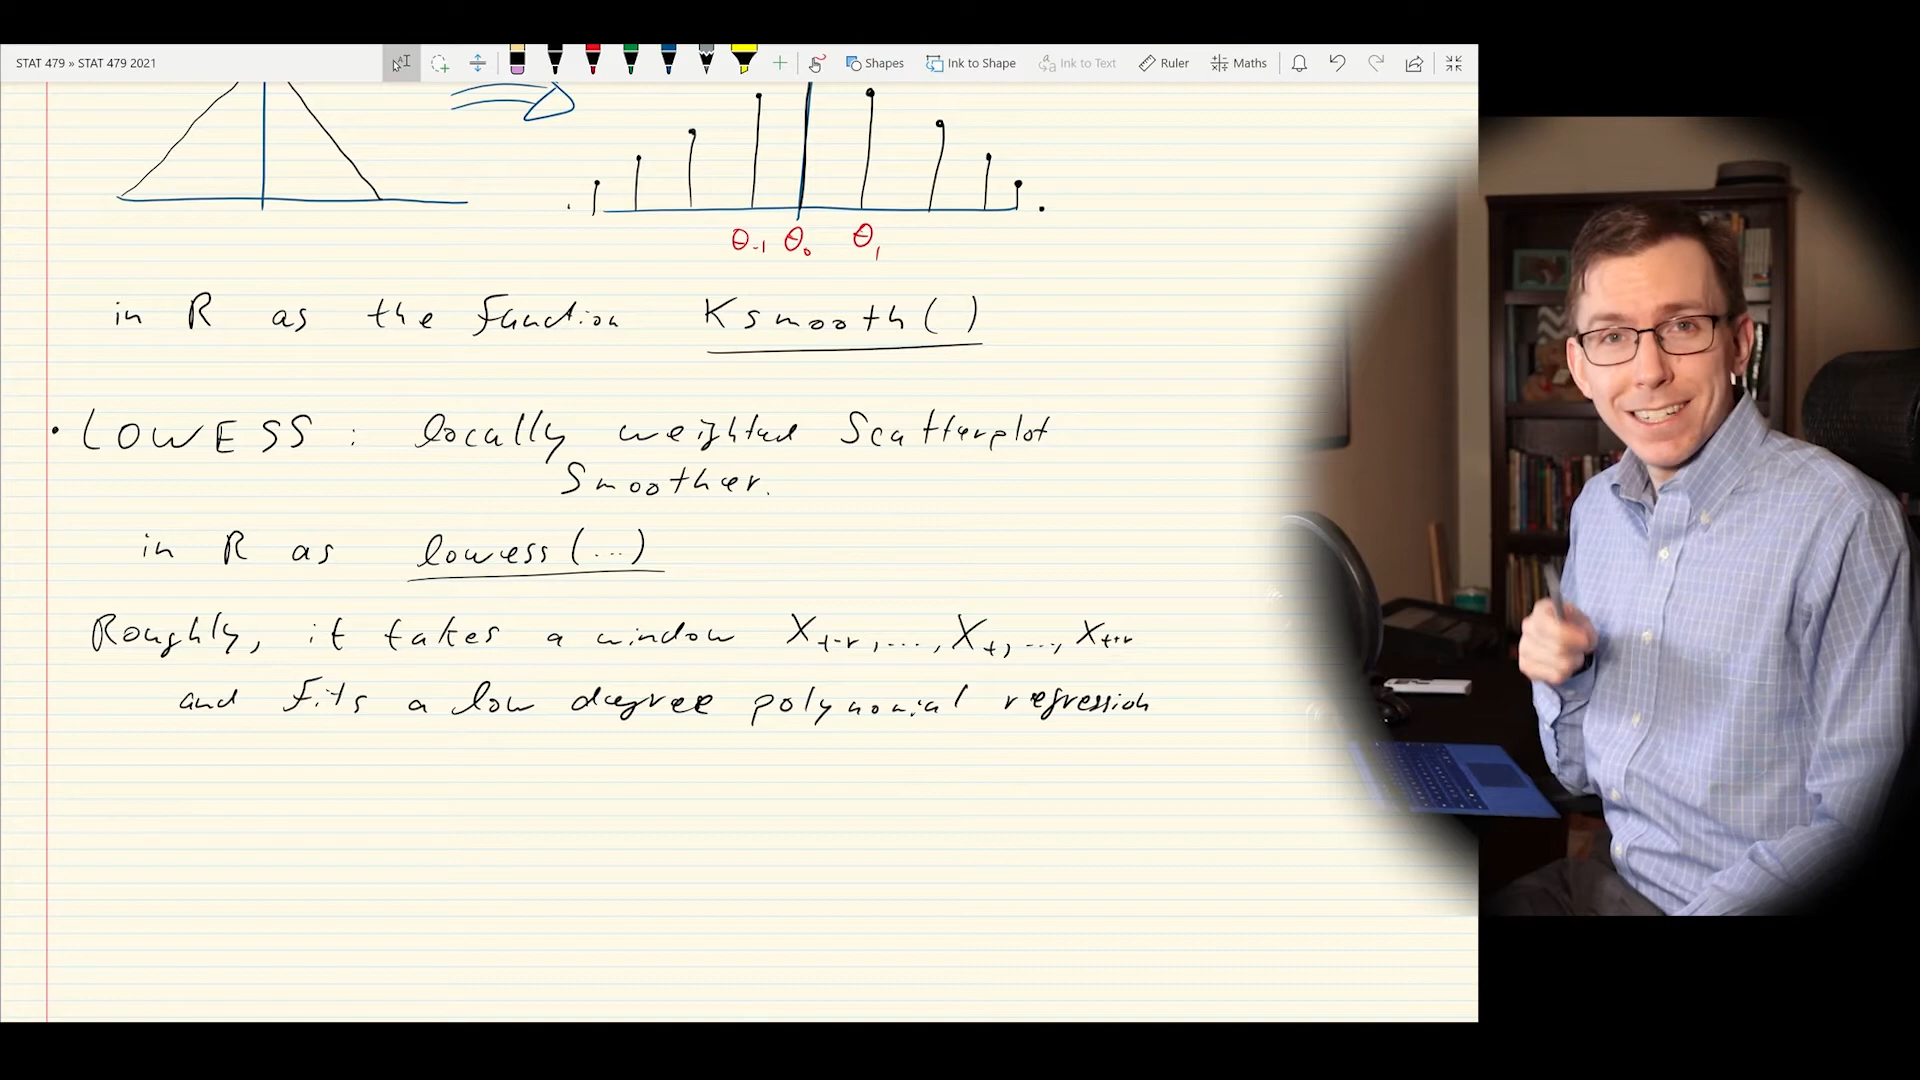 STAT 479 » STAT 2021
Shapes Ink to Shape Ink to Text Ruler Maths
θ₋₁ θ₀ θ₁
in R as the function Ksmooth( )
• LOWESS : locally weighted Scatterplot
Smoother.
in R as lowess(...)
Roughly, it takes a window Xₜ₋ᵣ, ..., Xₜ, ..., Xₜ₊ᵣ
and fits a low degree polynomial regression